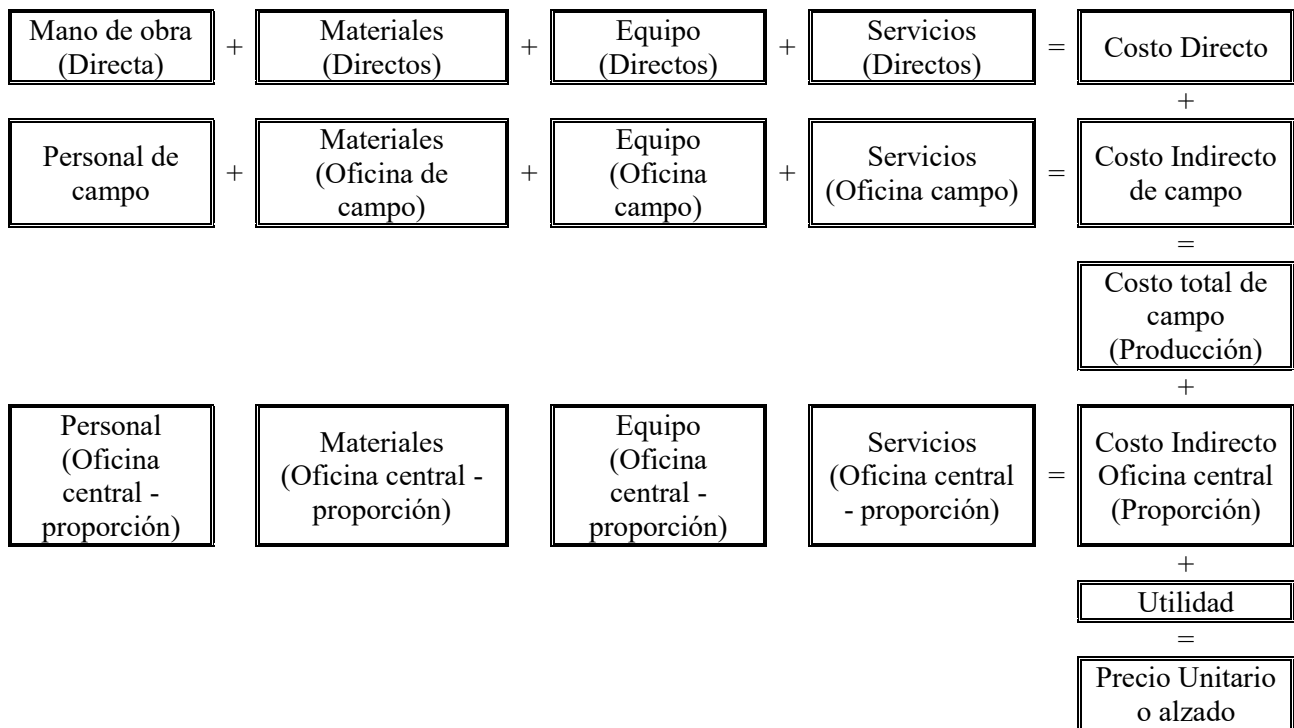 Mano de obra
(Directa)
+
Materiales
(Directos)
+
Equipo
(Directos)
+
Servicios
(Directos)
=
Costo Directo
+
Personal de
campo
+
Materiales
(Oficina de
campo)
+
Equipo
(Oficina
campo)
+
Servicios
(Oficina campo)
=
Costo Indirecto
de campo
=
Costo total de
campo
(Producción)
+
Personal
(Oficina
central -
proporción)
Materiales
(Oficina central -
proporción)
Equipo
(Oficina
central -
proporción)
Servicios
(Oficina central
- proporción)
=
Costo Indirecto
Oficina central
(Proporción)
+
Utilidad
=
Precio Unitario
o alzado